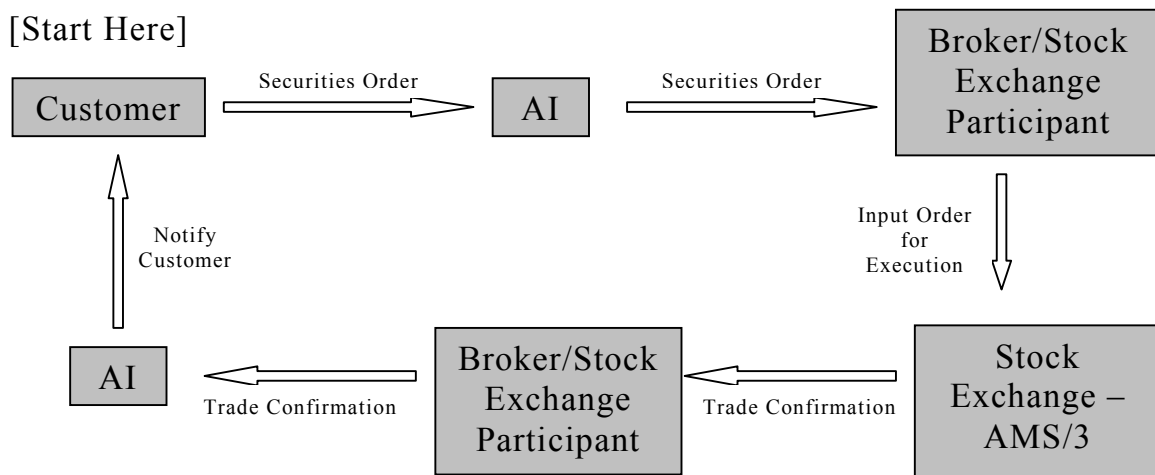 [Start Here]
Customer
Securities Order
AI
Securities Order
Broker/Stock
Exchange
Participant
Input Order
for
Execution
Stock
Exchange –
AMS/3
Trade Confirmation
Broker/Stock
Exchange
Participant
Trade Confirmation
AI
Notify
Customer